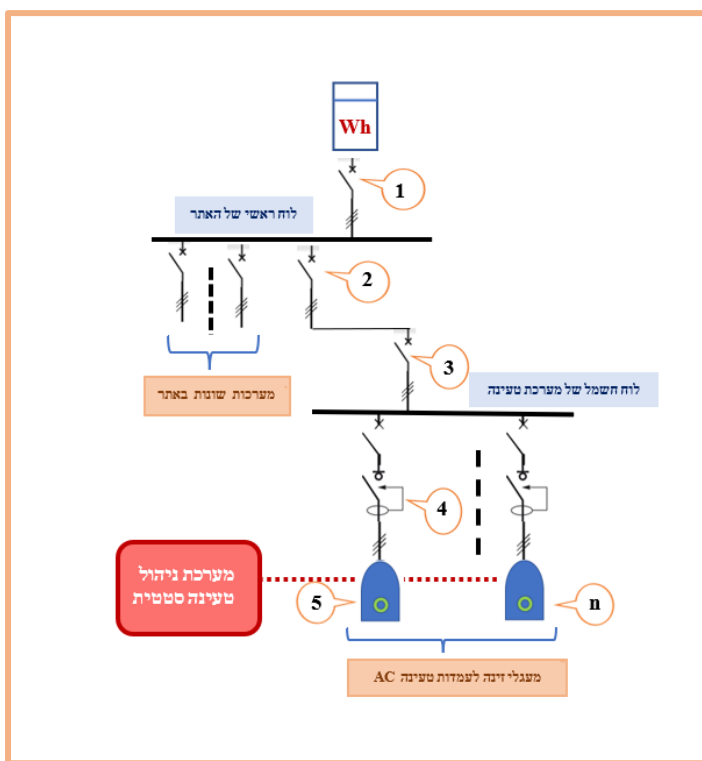 Wh
1
לוח ראשי של האתר
2
3
מערכות שונות באתר
לוח חשמל של מערכת טעינה
4
מערכת ניהול
טעינה סטטית
5
n
מעגלי זינה לעמדות טעינה AC